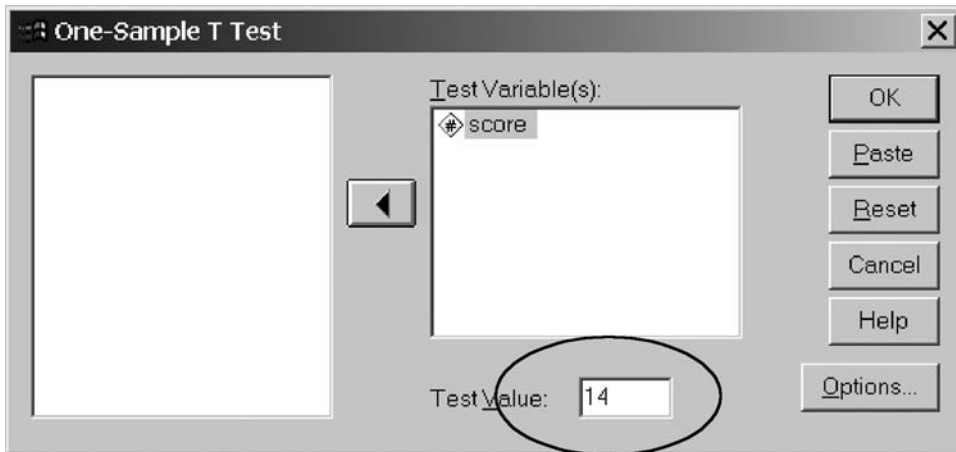 One-Sample T Test
Test Variable(s):
# score
OK
Paste
Reset
Cancel
Help
Test Value: 14
Options...